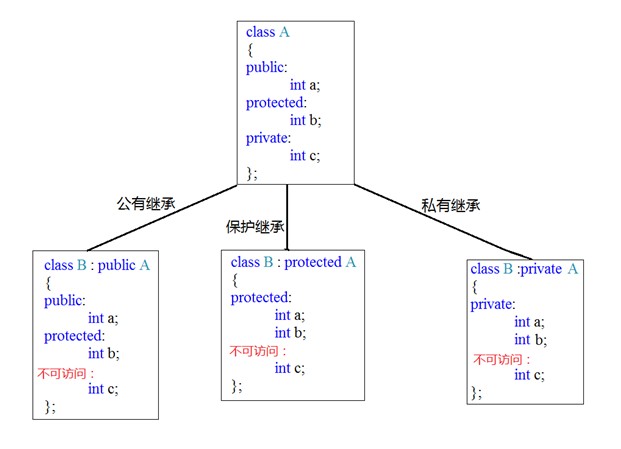 class A
{
public:
int a;
protected:
int b;
private:
int c;
};
公有继承
保护继承
私有继承
class B : public A
{
public:
int a;
protected:
int b;
不可访问：
int c;
};
class B : protected A
{
protected:
int a;
int b;
不可访问：
int c;
};
class B :private A
{
private:
int a;
int b;
不可访问：
int c;
};